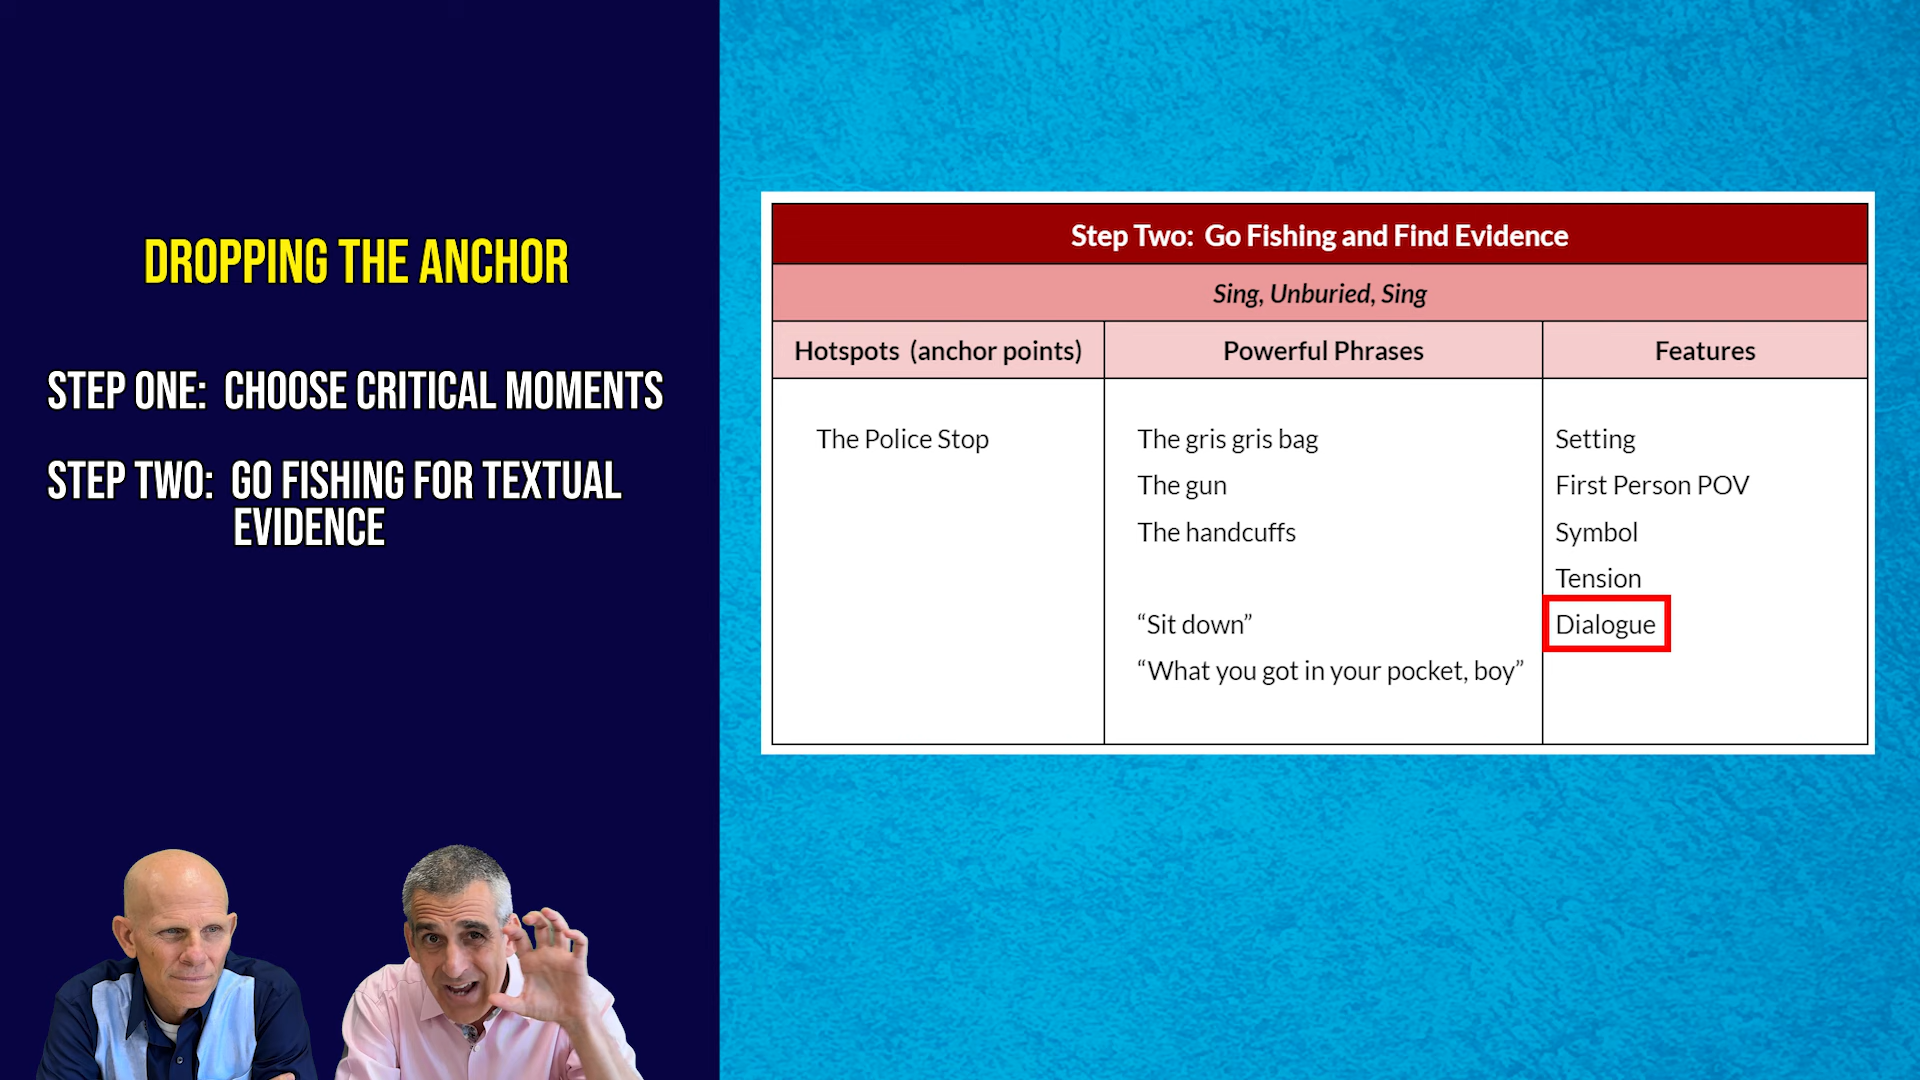 DROPPING THE ANCHOR
STEP ONE: CHOOSE CRITICAL MOMENTS
STEP TWO: GO FISHING FOR TEXTUAL
EVIDENCE
Step Two: Go Fishing and Find Evidence
Sing, Unburied, Sing
Hotspots (anchor points)
Powerful Phrases
Features
The Police Stop
The gris gris bag
The gun
The handcuffs
“Sit down”
“What you got in your pocket, boy”
Setting
First Person POV
Symbol
Tension
Dialogue